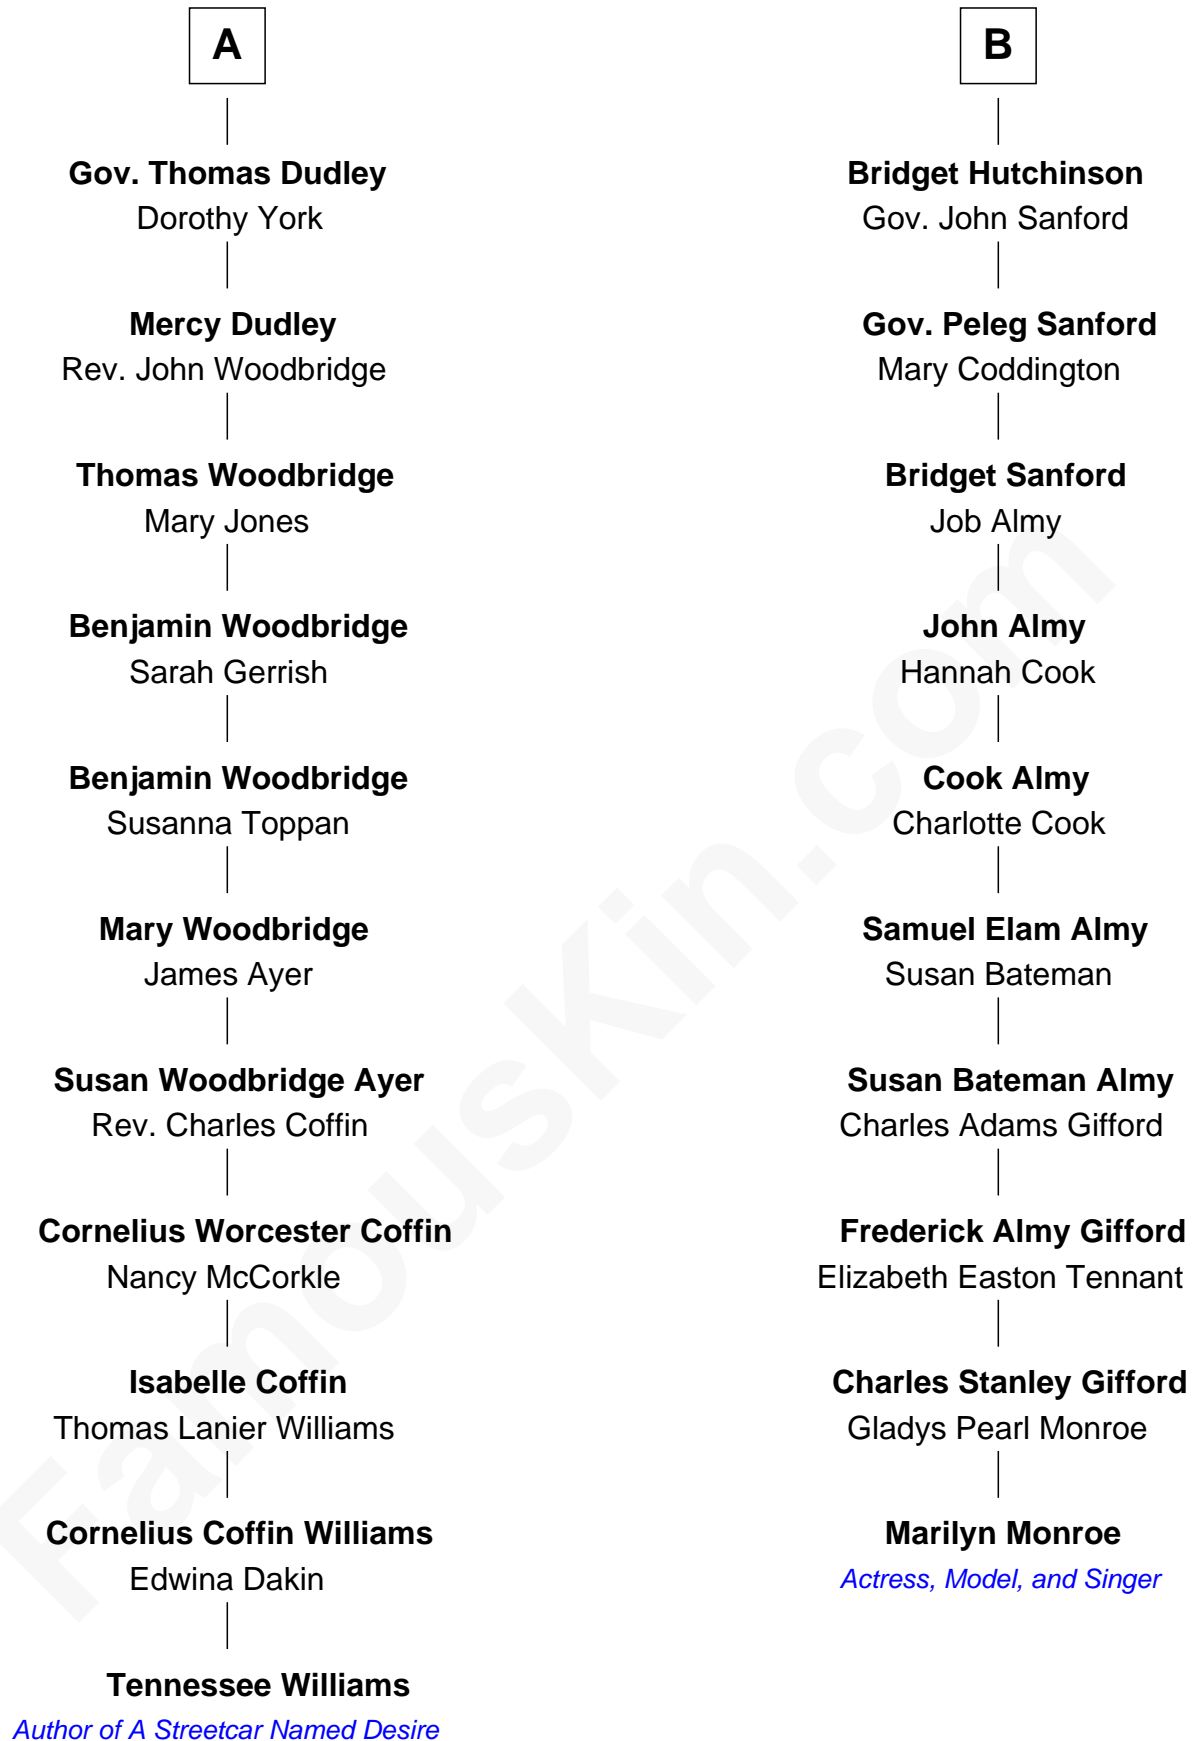 A
Gov. Thomas Dudley
Dorothy York
Mercy Dudley
Rev. John Woodbridge
Thomas Woodbridge
Mary Jones
Benjamin Woodbridge
Sarah Gerrish
Benjamin Woodbridge
Susanna Toppan
Mary Woodbridge
James Ayer
Susan Woodbridge Ayer
Rev. Charles Coffin
Cornelius Worcester Coffin
Nancy McCorkle
Isabelle Coffin
Thomas Lanier Williams
Cornelius Coffin Williams
Edwina Dakin
Tennessee Williams
Author of A Streetcar Named Desire
B
Bridget Hutchinson
Gov. John Sanford
Gov. Peleg Sanford
Mary Coddington
Bridget Sanford
Job Almy
John Almy
Hannah Cook
Cook Almy
Charlotte Cook
Samuel Elam Almy
Susan Bateman
Susan Bateman Almy
Charles Adams Gifford
Frederick Almy Gifford
Elizabeth Easton Tennant
Charles Stanley Gifford
Gladys Pearl Monroe
Marilyn Monroe
Actress, Model, and Singer
FamousKin.com